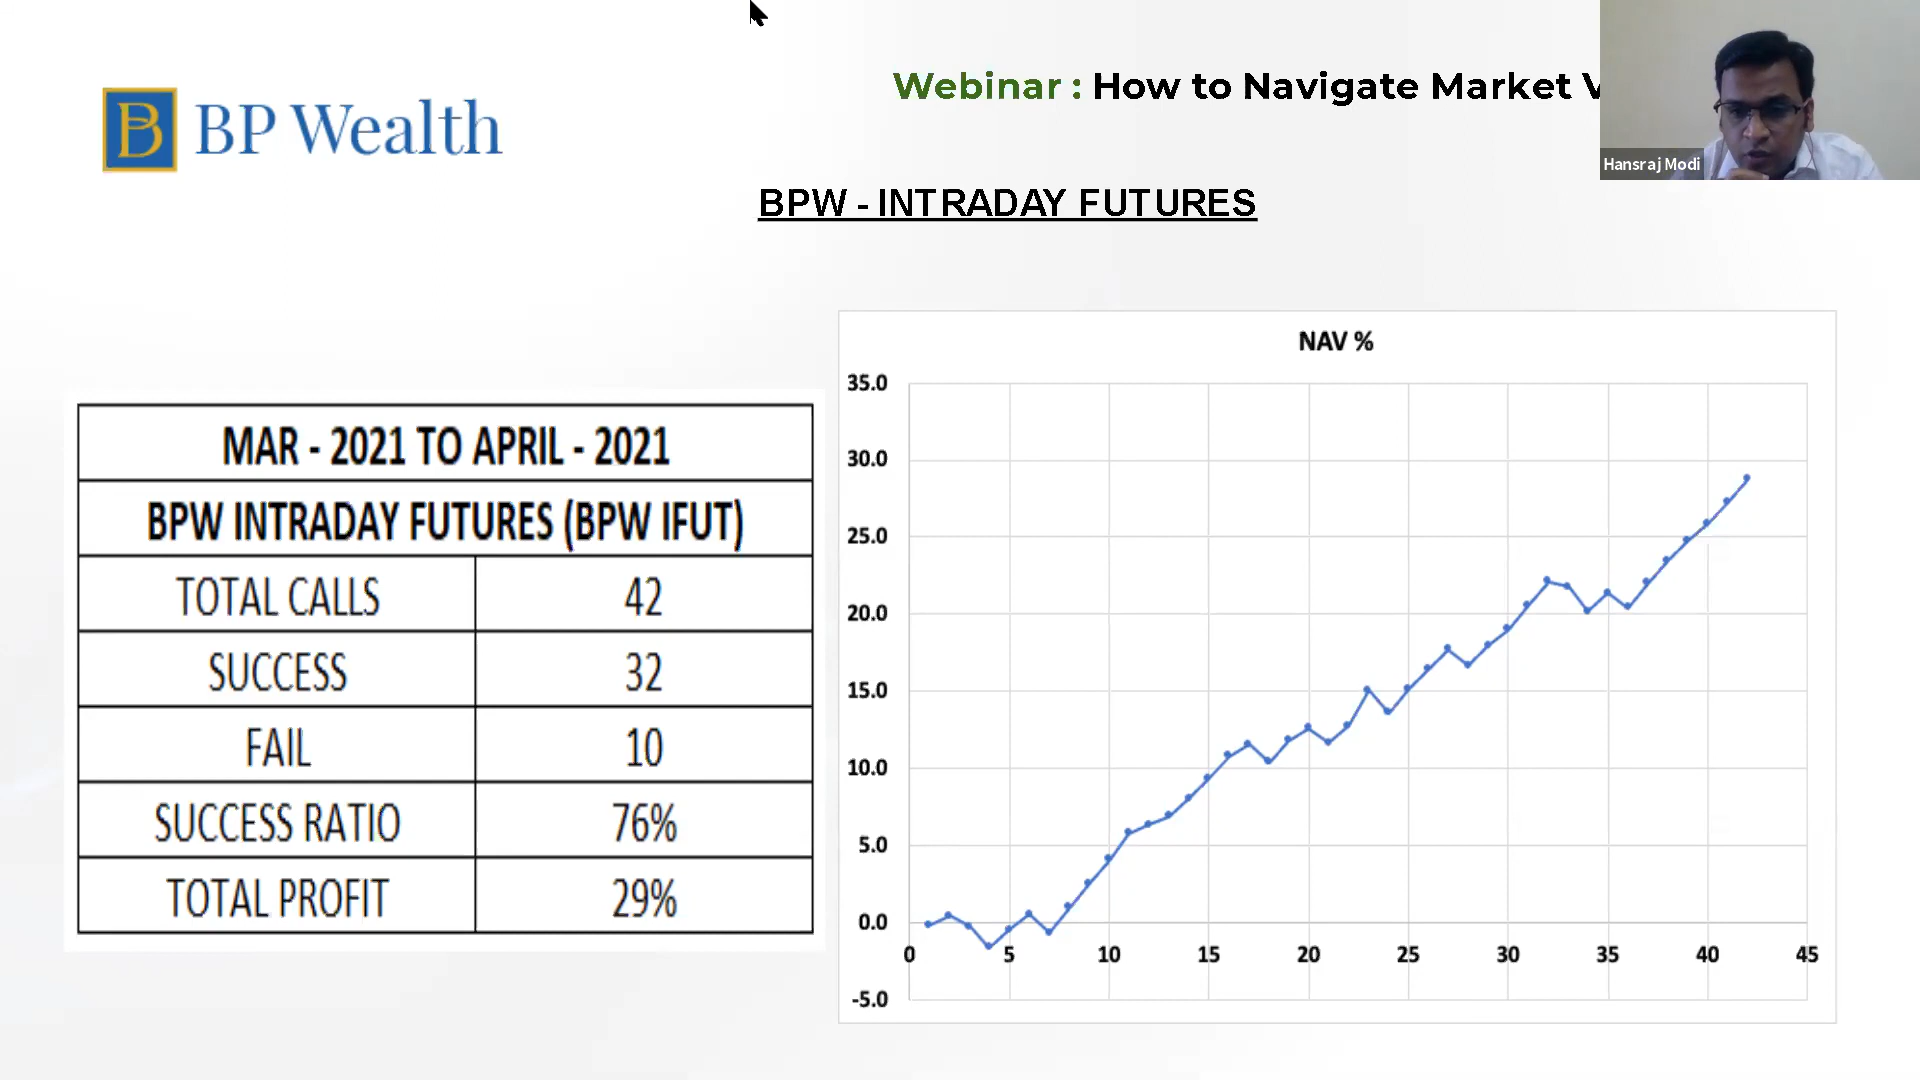 Webinar : How to Navigate Market V
Hansraj Modi
B BP Wealth
BPW - INTRADAY FUTURES
MAR - 2021 TO APRIL - 2021
BPW INTRADAY FUTURES (BPW IFUT)
TOTAL CALLS 42
SUCCESS 32
FAIL 10
SUCCESS RATIO 76%
TOTAL PROFIT 29%
NAV %
35.0
30.0
25.0
20.0
15.0
10.0
5.0
0.0
0 5 10 15 20 25 30 35 40 45
-5.0